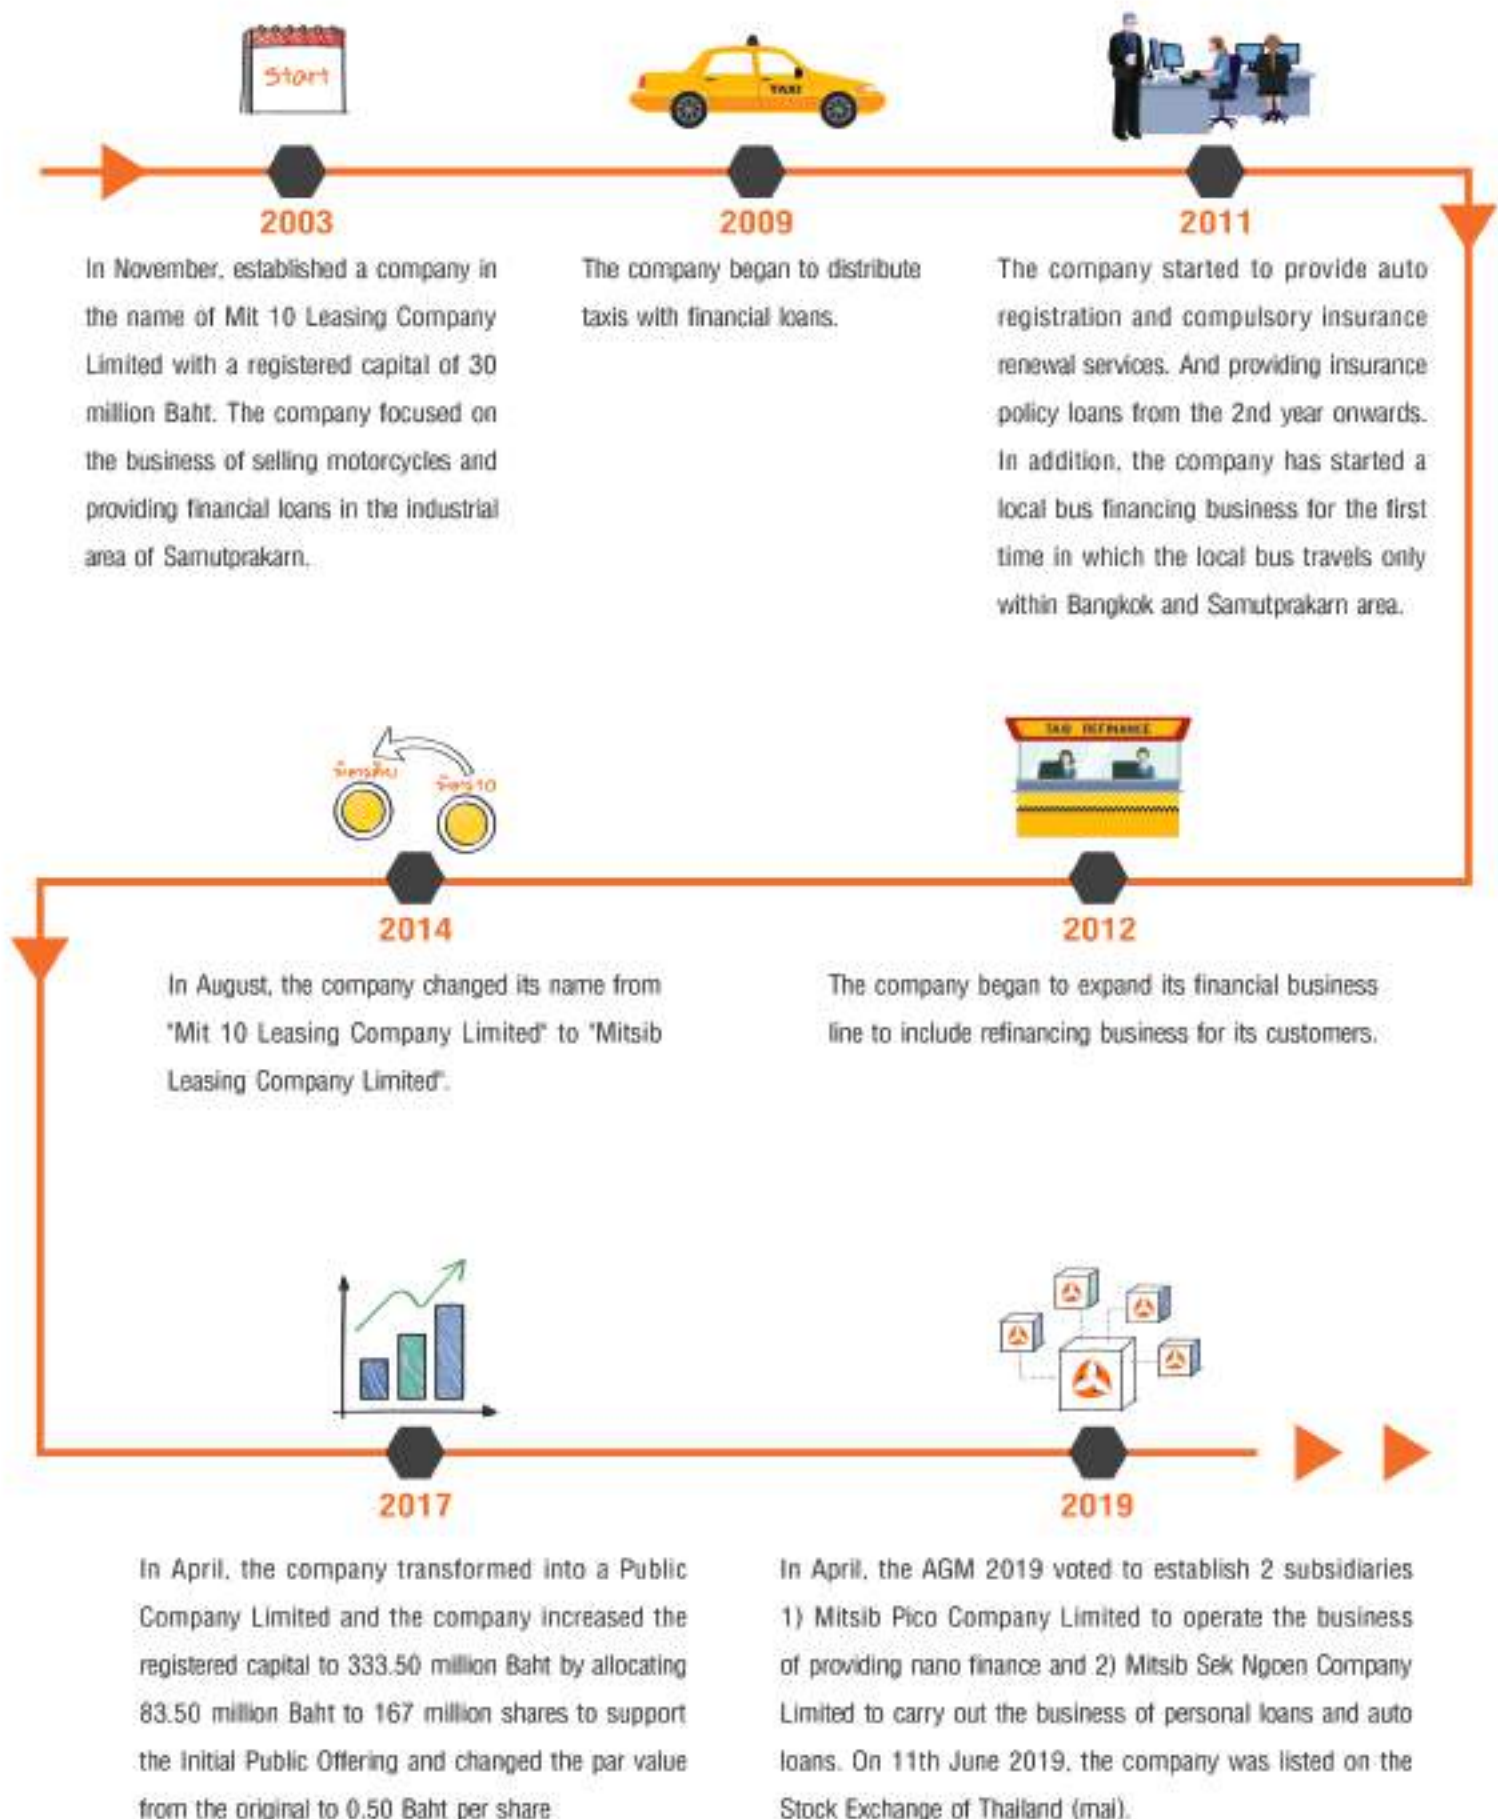 Start
TAXI
2003
In November, established a company in
the name of Mit 10 Leasing Company
Limited with a registered capital of 30
million Baht. The company focused on
the business of selling motorcycles and
providing financial loans in the industrial
area of Samutprakarn.
2009
The company began to distribute
taxis with financial loans.
2011
The company started to provide auto
registration and compulsory insurance
renewal services. And providing insurance
policy loans from the 2nd year onwards.
In addition, the company has started a
local bus financing business for the first
time in which the local bus travels only
within Bangkok and Samutprakarn area.
TAXI REFINANCE
2012
The company began to expand its financial business
line to include refinancing business for its customers.
10
2014
In August, the company changed its name from
"Mit 10 Leasing Company Limited" to "Mitsib
Leasing Company Limited".
2017
In April, the company transformed into a Public
Company Limited and the company increased the
registered capital to 333.50 million Baht by allocating
83.50 million Baht to 167 million shares to support
the Initial Public Offering and changed the par value
from the original to 0.50 Baht per share
2019
In April, the AGM 2019 voted to establish 2 subsidiaries
1) Mitsib Pico Company Limited to operate the business
of providing nano finance and 2) Mitsib Sek Ngoen Company
Limited to carry out the business of personal loans and auto
loans. On 11th June 2019, the company was listed on the
Stock Exchange of Thailand (mai).